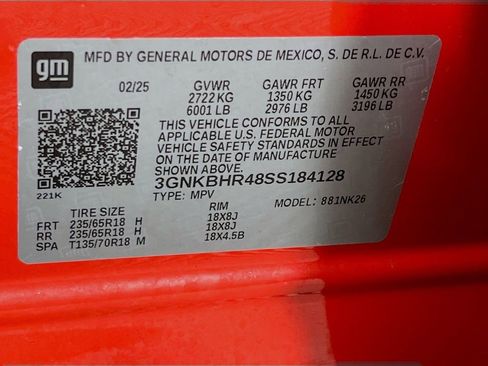 gm
MFD BY GENERAL MOTORS DE MEXICO, S. DE R.L. DE C.V.
02/25 GVWR GAWR FRT GAWR RR
2722 KG 1350 KG 1450 KG
6001 LB 2976 LB 3196 LB
THIS VEHICLE CONFORMS TO ALL
APPLICABLE U.S. FEDERAL MOTOR
VEHICLE SAFETY STANDARDS IN EFFECT
ON THE DATE OF MANUFACTURE
SHOWN ABOVE.
3GNKBHR48SS184128
221K TYPE: MPV MODEL: 881NK26
TIRE SIZE RIM
FRT 235/65R18 H 18X8J
RR 235/65R18 H 18X8J
SPA T135/70R18 M 18X4.5B